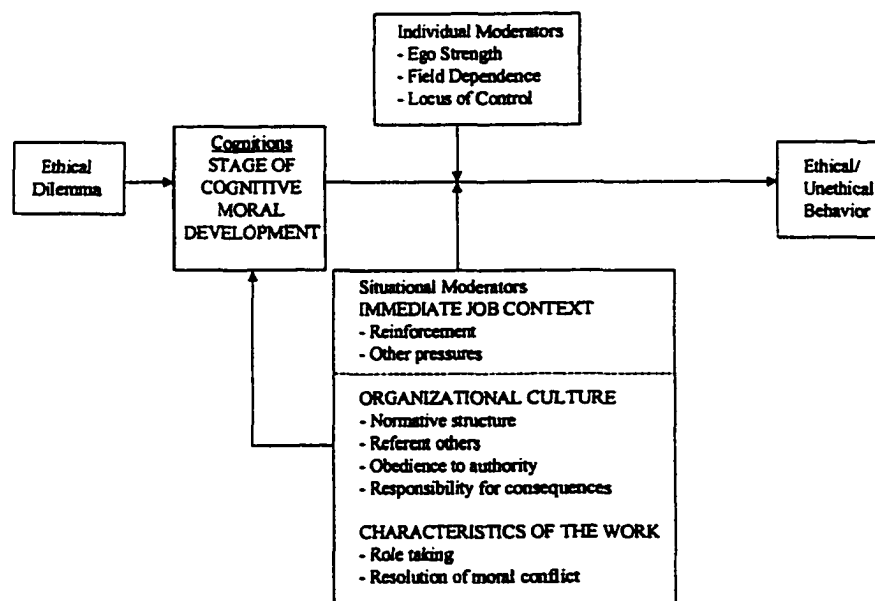 Individual Moderators
- Ego Strength
- Field Dependence
- Locus of Control
Ethical
Dilemma
Cognitions
STAGE OF
COGNITIVE
MORAL
DEVELOPMENT
Ethical/
Unethical
Behavior
Situational Moderators
IMMEDIATE JOB CONTEXT
- Reinforcement
- Other pressures
ORGANIZATIONAL CULTURE
- Normative structure
- Referent others
- Obedience to authority
- Responsibility for consequences
CHARACTERISTICS OF THE WORK
- Role taking
- Resolution of moral conflict